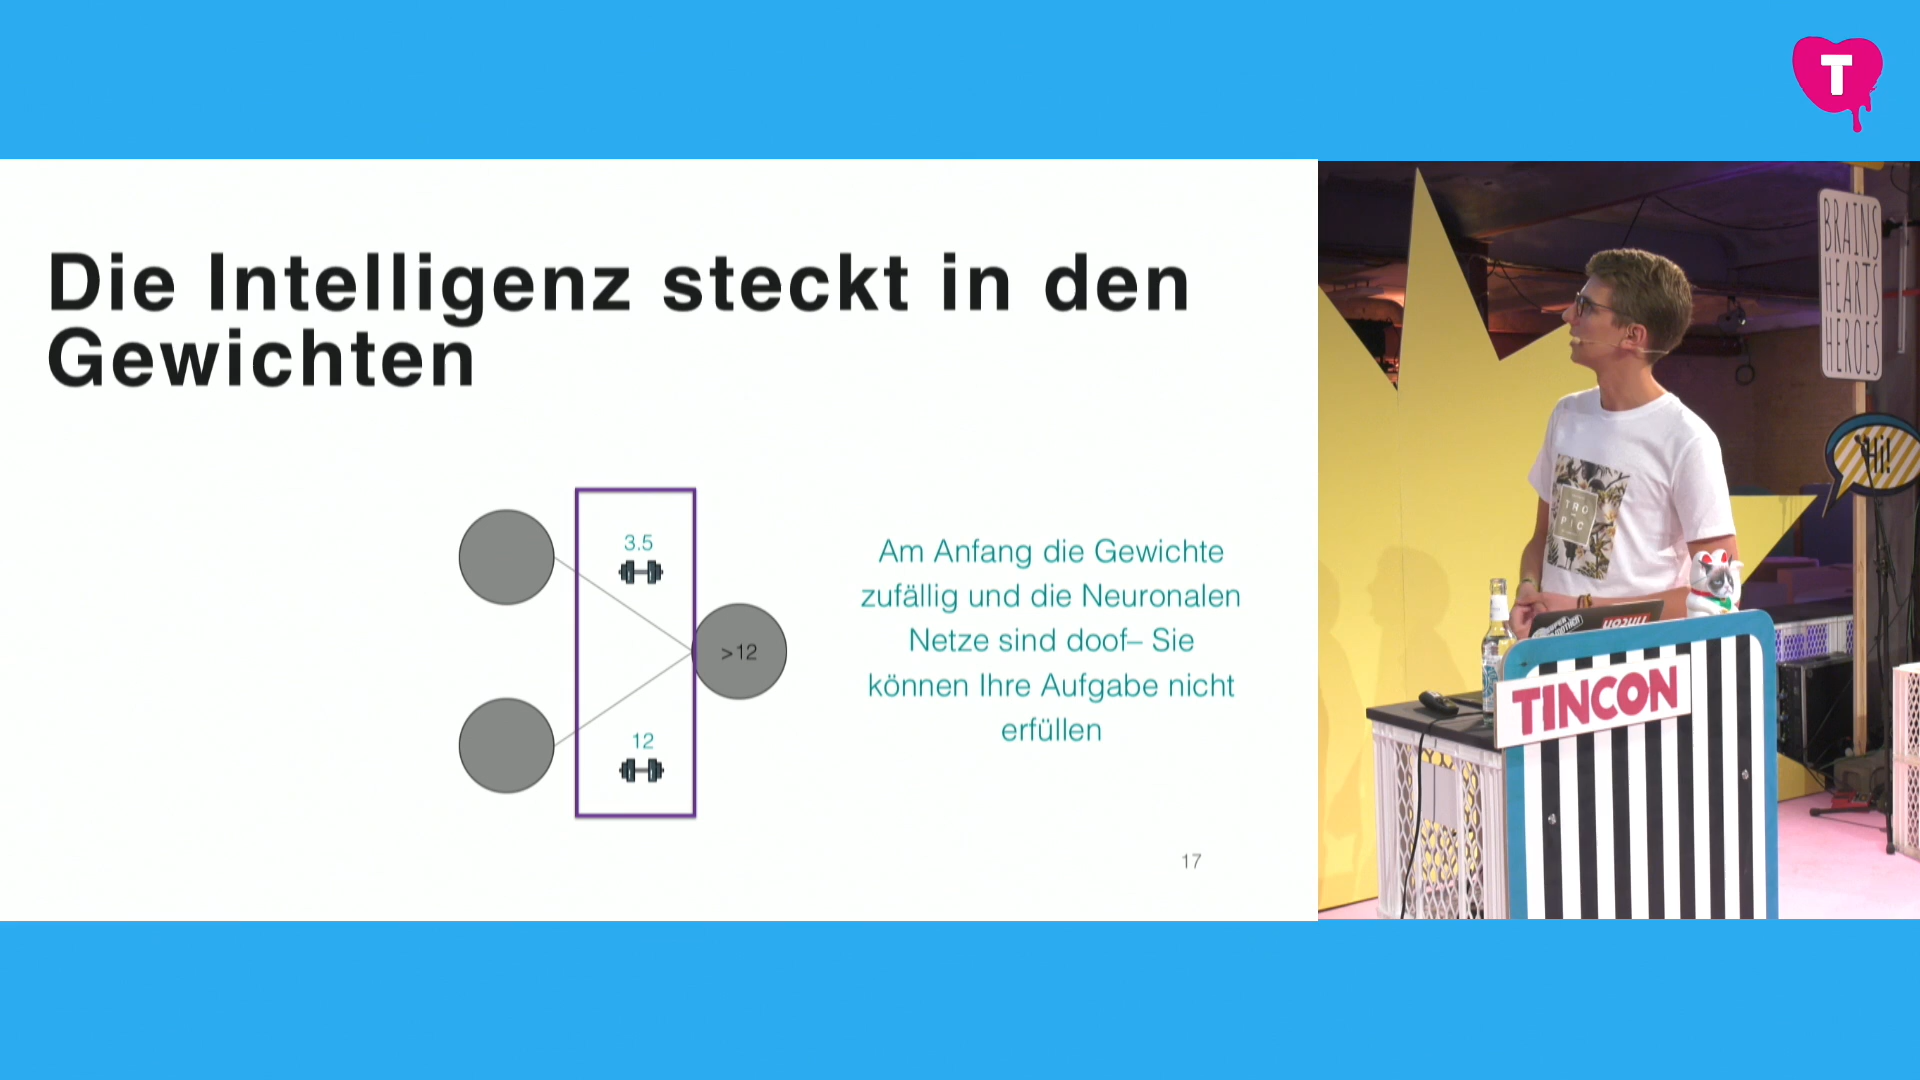 T
Die Intelligenz steckt in den
Gewichten
3.5
>12
12
Am Anfang die Gewichte
zufällig und die Neuronalen
Netze sind doof– Sie
können Ihre Aufgabe nicht
erfüllen
17
BRAINS
HEARTS
HEROES
Hi!
TRO
PIC
TINCON